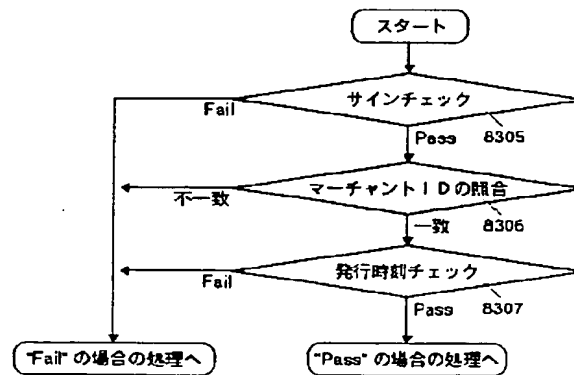 スタート
サインチェック
Fail
Pass
8305
マーチャントIDの照合
不一致
一致
8306
発行時刻チェック
Fail
Pass
8307
"Fail" の場合の処理へ
"Pass" の場合の処理へ